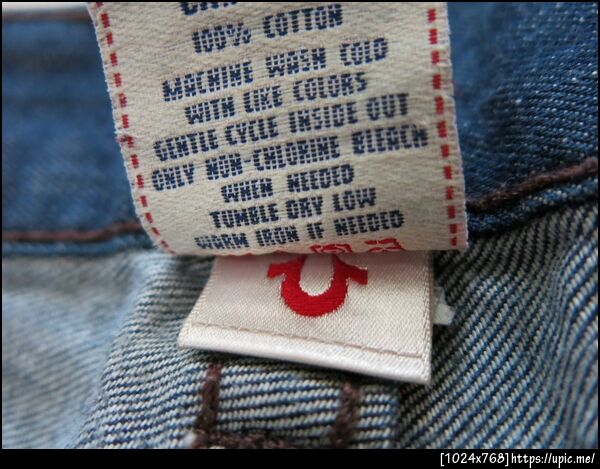 100% COTTON
MACHINE WASH COLD
WITH LIKE COLORS
GENTLE CYCLE INSIDE OUT
ONLY NON-CHLORINE BLEACH
WHEN NEEDED
TUMBLE DRY LOW
WARM IRON IF NEEDED
[1024x768]https://upic.me/